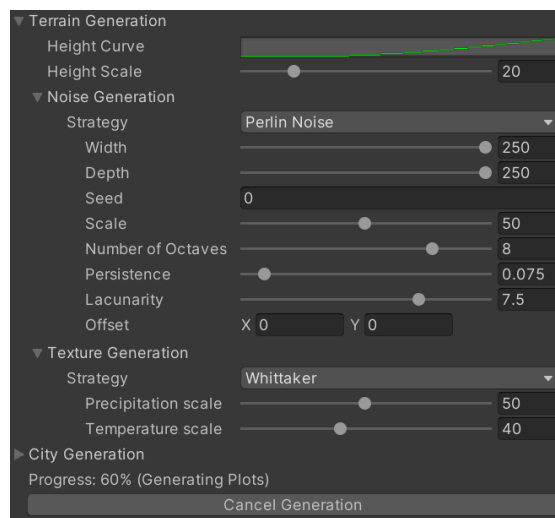 Terrain Generation
Height Curve
Height Scale 20
Noise Generation
Strategy Perlin Noise
Width 250
Depth 250
Seed 0
Scale 50
Number of Octaves 8
Persistence 0.075
Lacunarity 7.5
Offset X 0 Y 0
Texture Generation
Strategy Whittaker
Precipitation scale 50
Temperature scale 40
City Generation
Progress: 60% (Generating Plots)
Cancel Generation